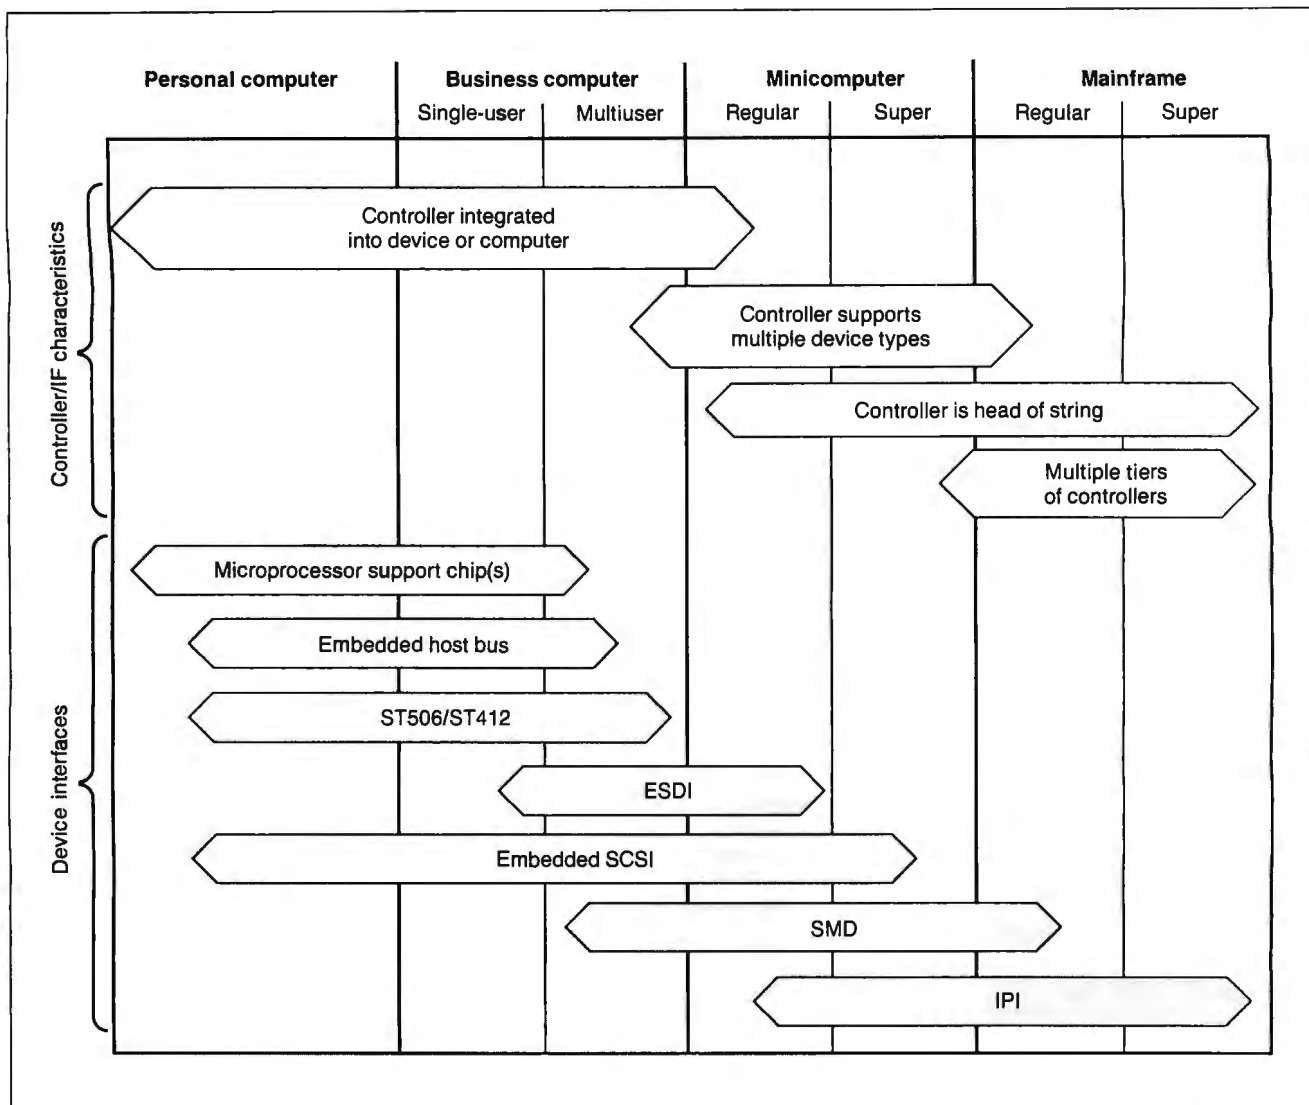 Personal computer
Business computer
Minicomputer
Mainframe
Single-user
Multiuser
Regular
Super
Regular
Super
Controller/IF characteristics
Controller integrated
into device or computer
Controller supports
multiple device types
Controller is head of string
Multiple tiers
of controllers
Device interfaces
Microprocessor support chip(s)
Embedded host bus
ST506/ST412
ESDI
Embedded SCSI
SMD
IPI